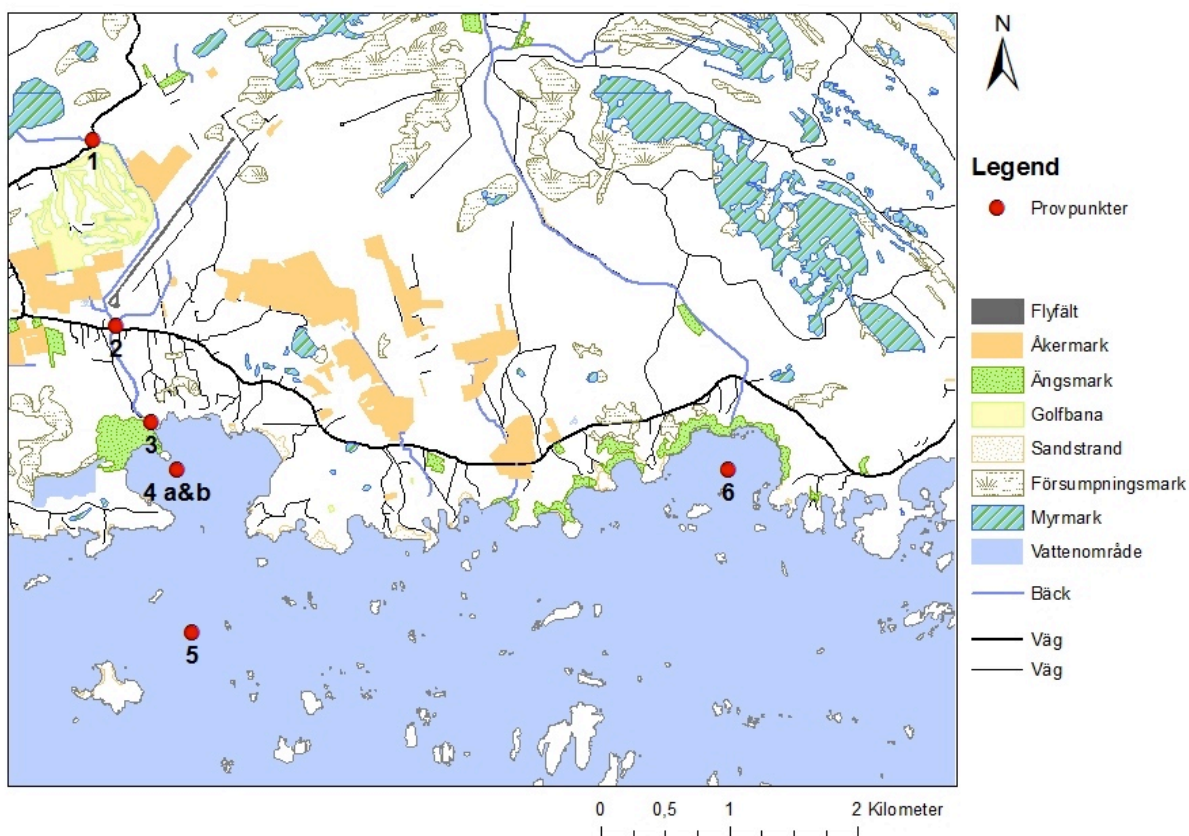 N
Legend
Provpunkter
Flyfält
Åkermark
Ängsmark
Golfbana
Sandstrand
Försumpningsmark
Myrmark
Vattenområde
Bäck
Väg
Väg
1
2
3
4 a&b
5
6
0 0,5 1 2 Kilometer